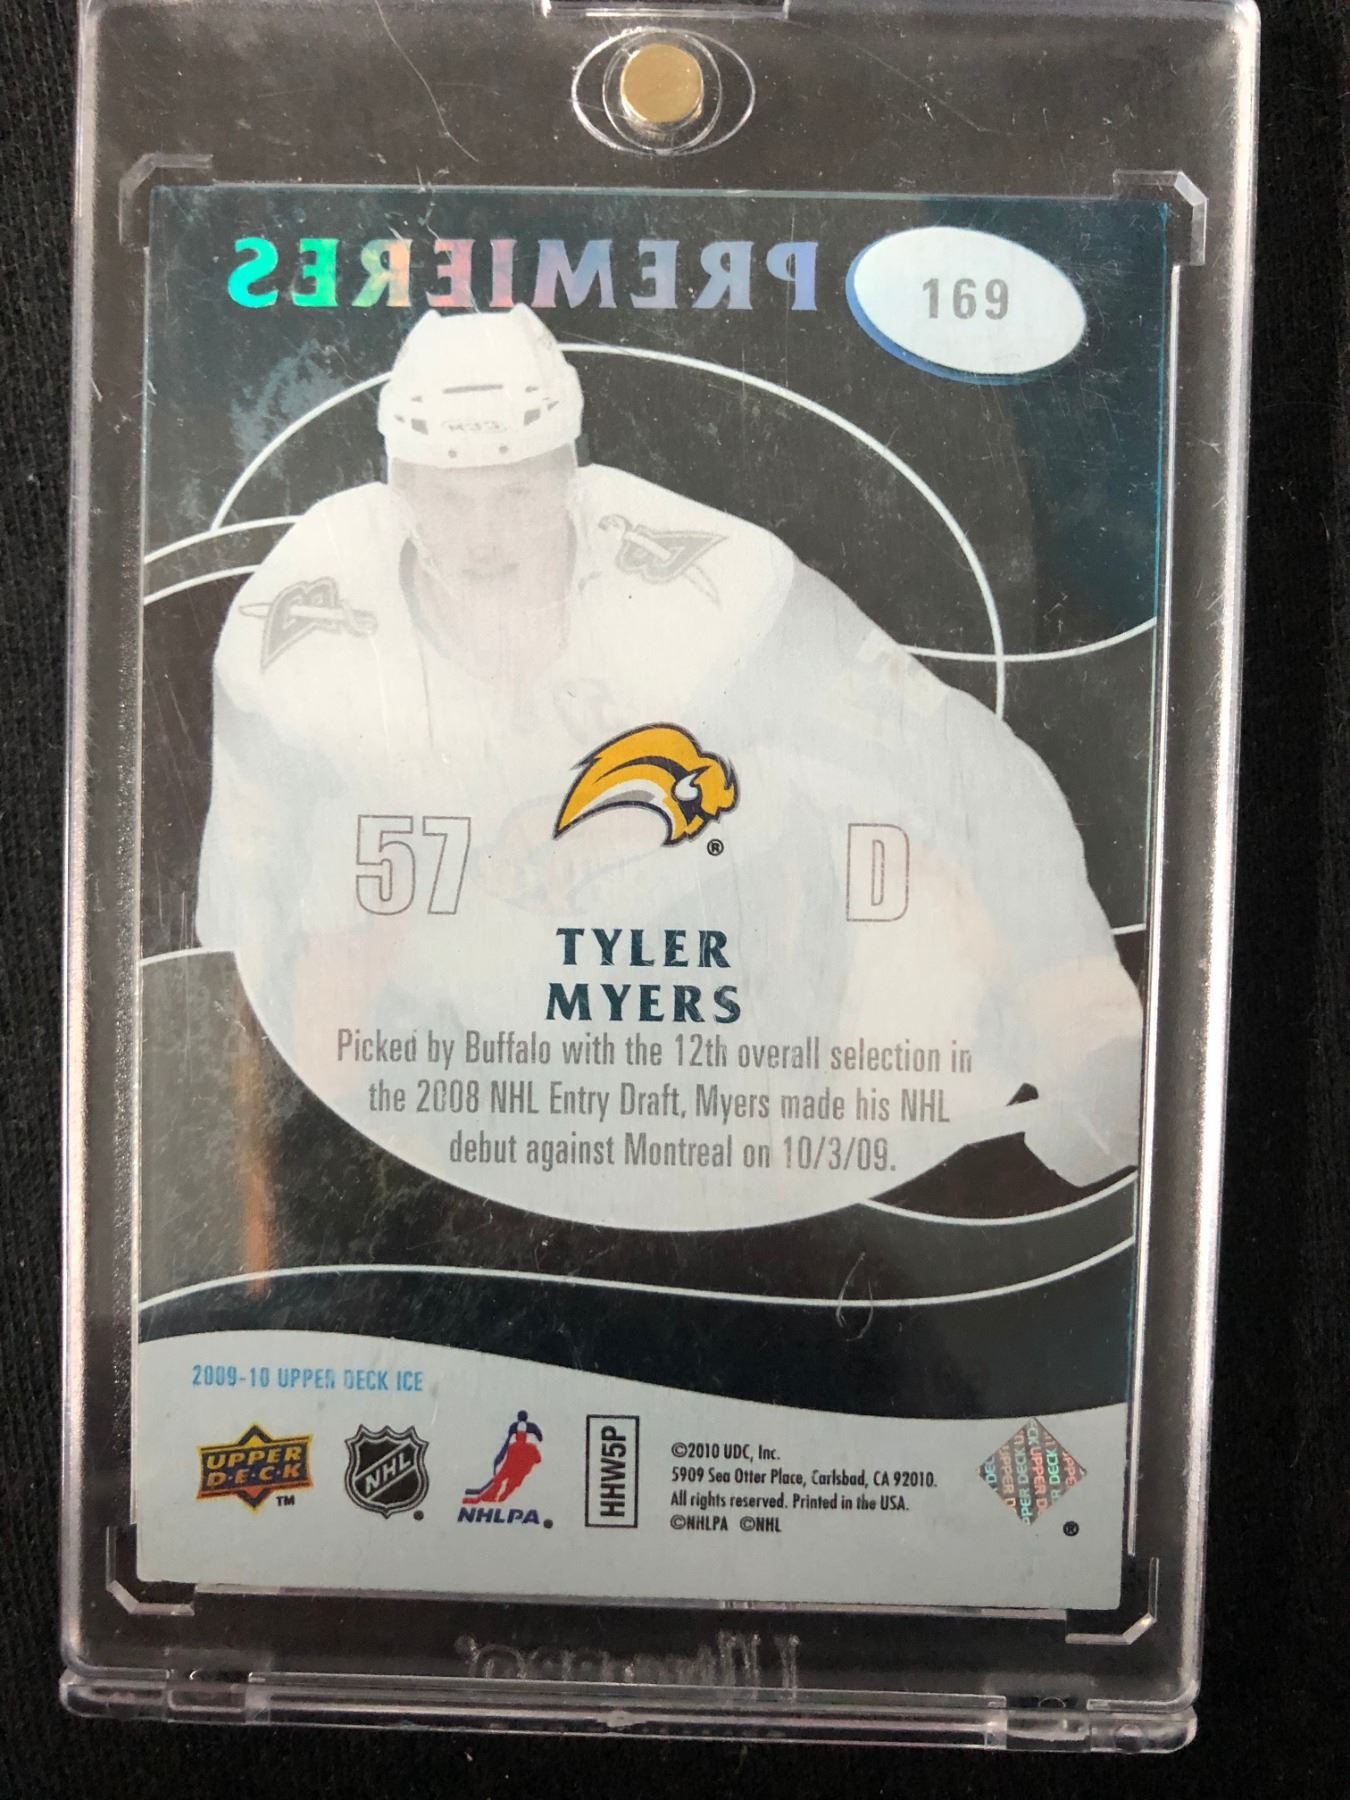 PREMIERES
169
57
D
®
TYLER
MYERS
Picked by Buffalo with the 12th overall selection in
the 2008 NHL Entry Draft, Myers made his NHL
debut against Montreal on 10/3/09.
2009-10 UPPER DECK ICE
UPPER
DECK
TM
NHL
NHLPA
HHW5P
©2010 UDC, Inc.
5909 Sea Otter Place, Carlsbad, CA 92010.
All rights reserved. Printed in the USA.
©NHLPA ©NHL
UPPER DECK
®